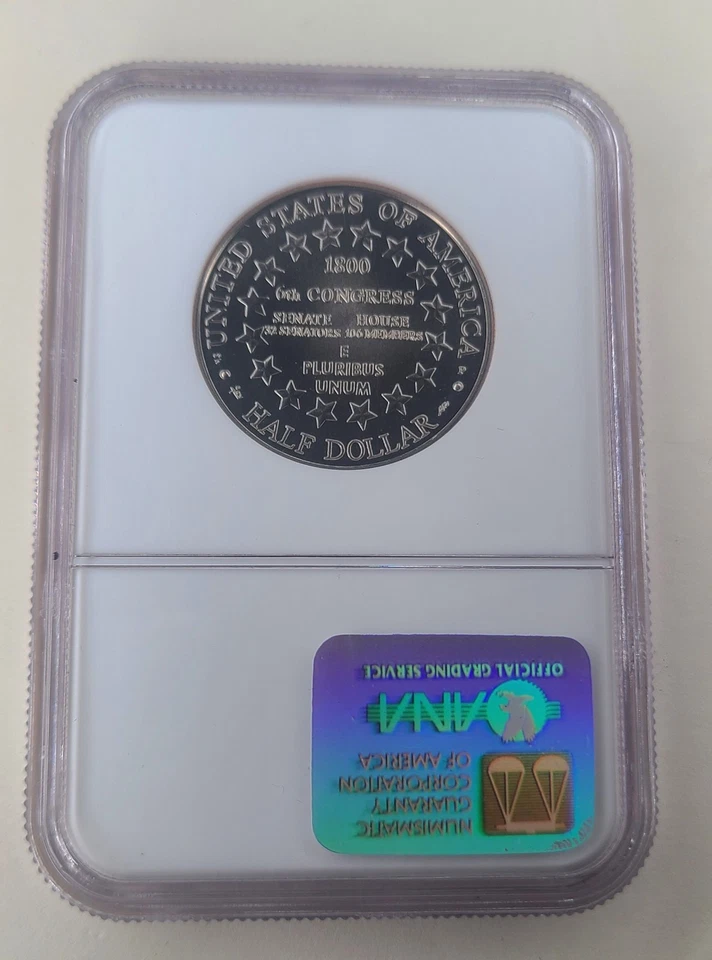 UNITED STATES OF AMERICA
1800
6th CONGRESS
SENATE HOUSE
32 SENATORS 106 MEMBERS
E
PLURIBUS
UNUM
HALF DOLLAR
NUMISMATIC
GUARANTY
CORPORATION
OF AMERICA
ANA
OFFICIAL GRADING SERVICE